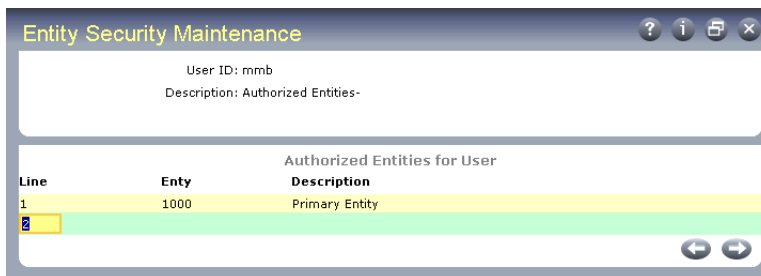 Entity Security Maintenance
? i
User ID: mmb
Description: Authorized Entities-
Authorized Entities for User
Line Enty Description
1 1000 Primary Entity
2